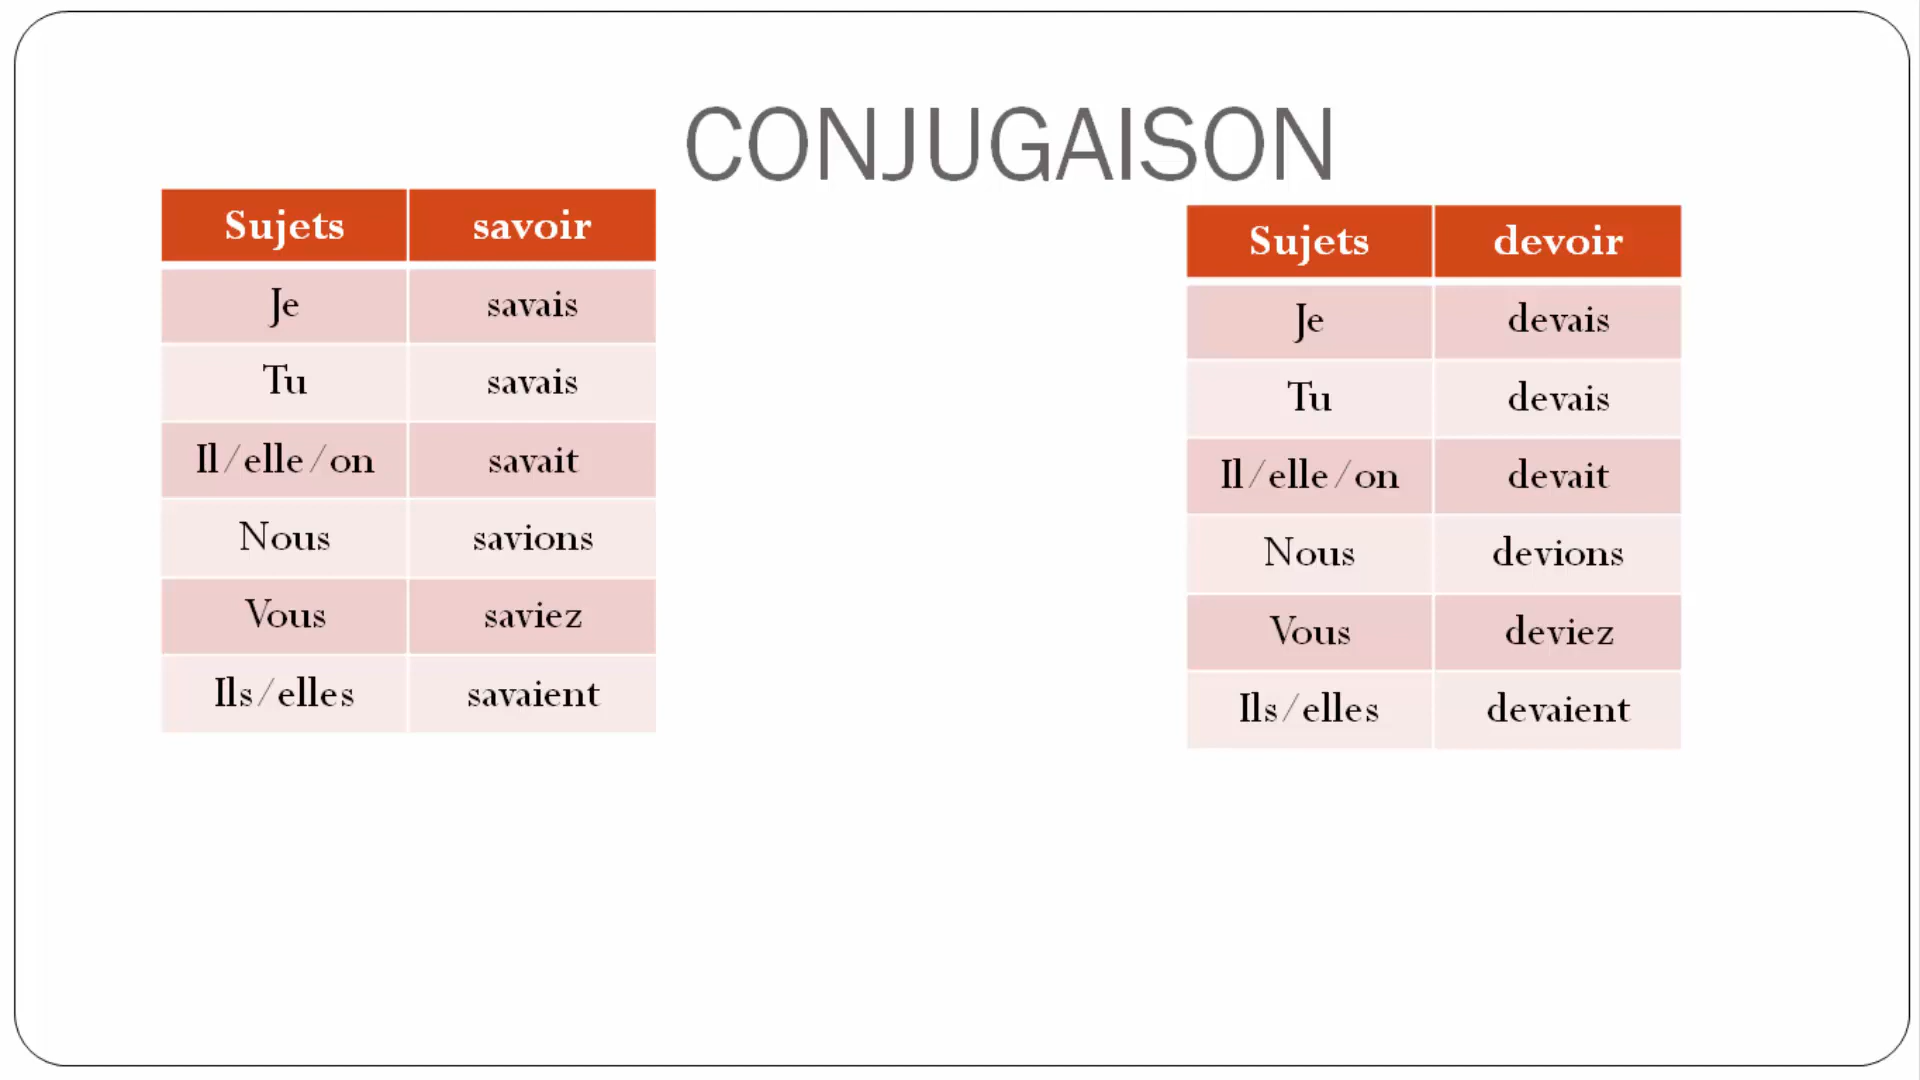 CONJUGAISON
Sujets savoir
Je savais
Tu savais
Il/elle/on savait
Nous savions
Vous saviez
Ils/elles savaient
Sujets devoir
Je devais
Tu devais
Il/elle/on devait
Nous devions
Vous deviez
Ils/elles devaient